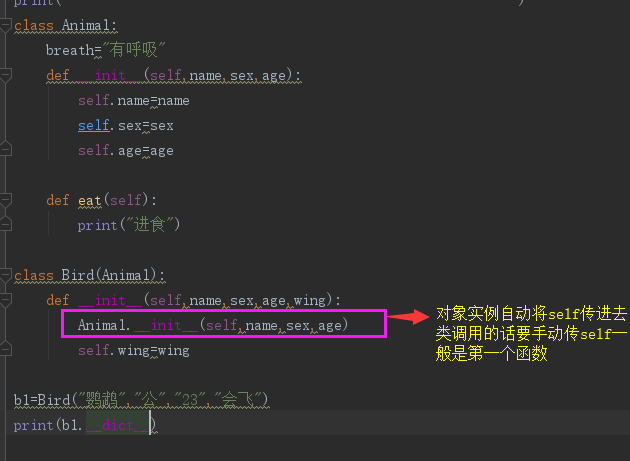 print("                    ")
class Animal:
    breath="有呼吸"
    def __init__(self,name,sex,age):
        self.name=name
        self.sex=sex
        self.age=age
    def eat(self):
        print("进食")
class Bird(Animal):
    def __init__(self,name,sex,age,wing):
        Animal.__init__(self,name,sex,age)
        self.wing=wing
对象实例自动将self传进去
类调用的话要手动传self一
般是第一个函数
b1=Bird("鹦鹉","公","23","会飞")
print(b1.__dict__)